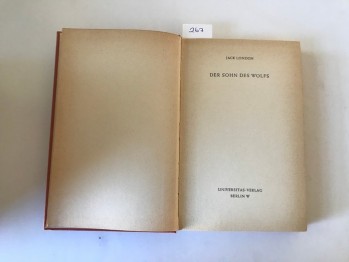 267
JACK LONDON
DER SOHN DES WOLFS
UNIVERSITAS-VERLAG
BERLIN W